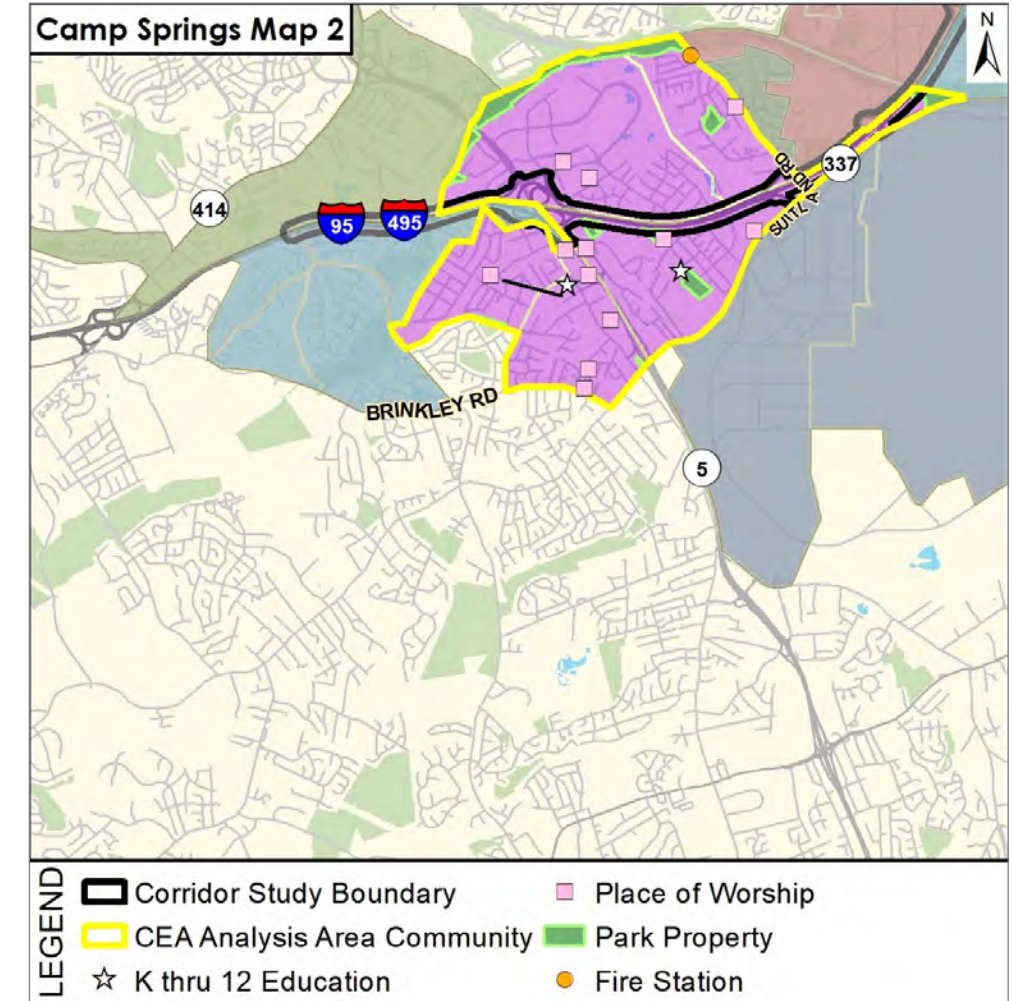 Camp Springs Map 2
N
414
95
495
SUITLAND RD
337
BRINKLEY RD
5
LEGEND
Corridor Study Boundary
Place of Worship
CEA Analysis Area Community
Park Property
K thru 12 Education
Fire Station